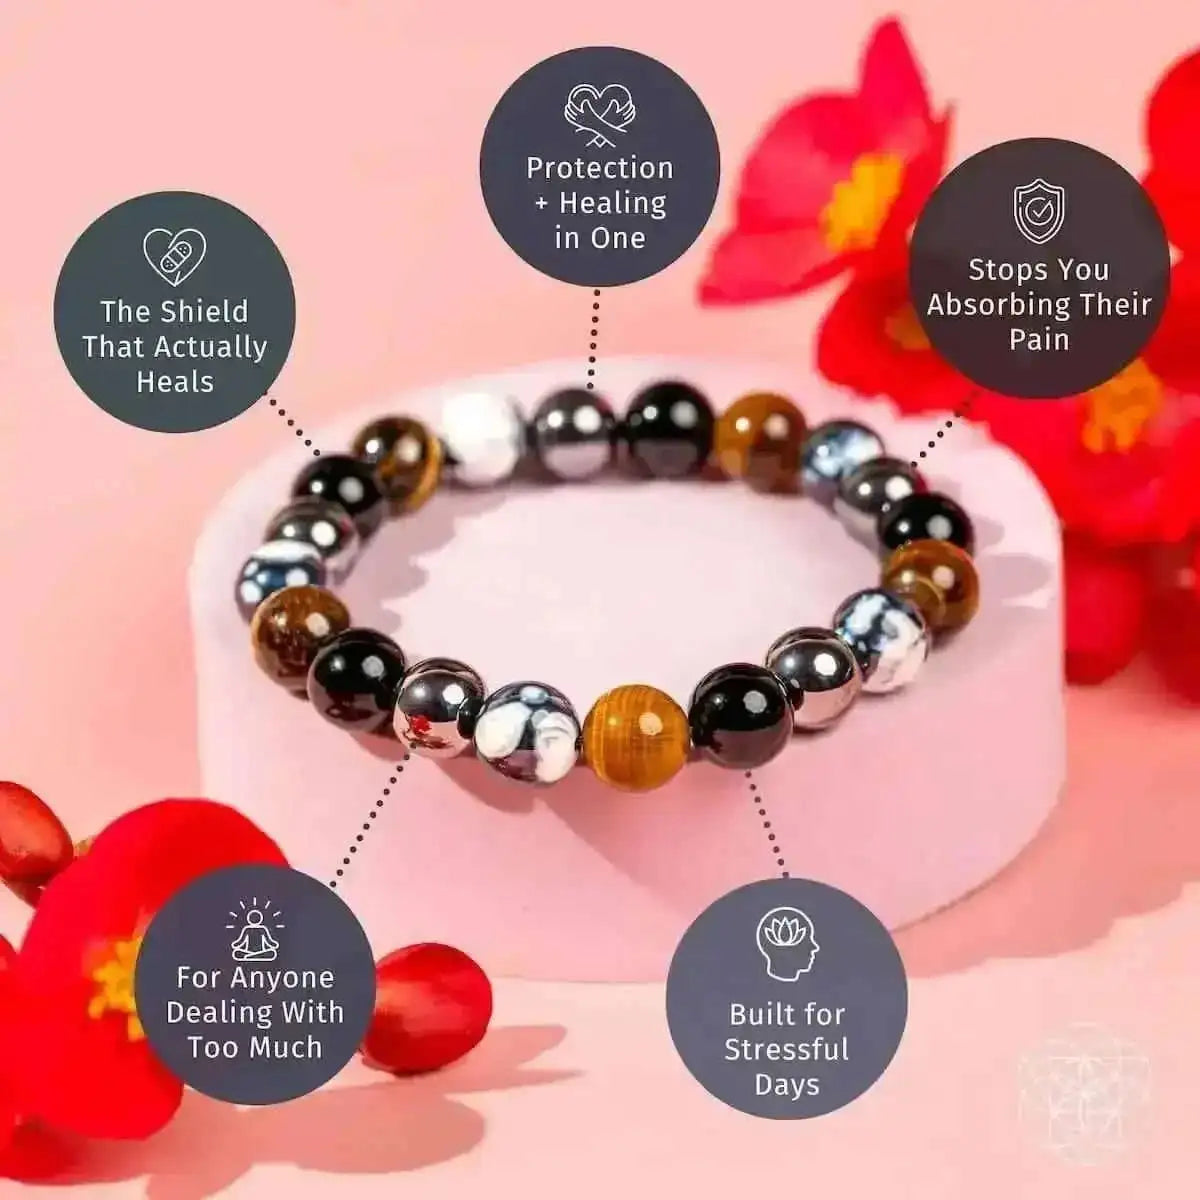 Protection
+ Healing
in One
The Shield
That Actually
Heals
Stops You
Absorbing Their
Pain
For Anyone
Dealing With
Too Much
Built for
Stressful
Days